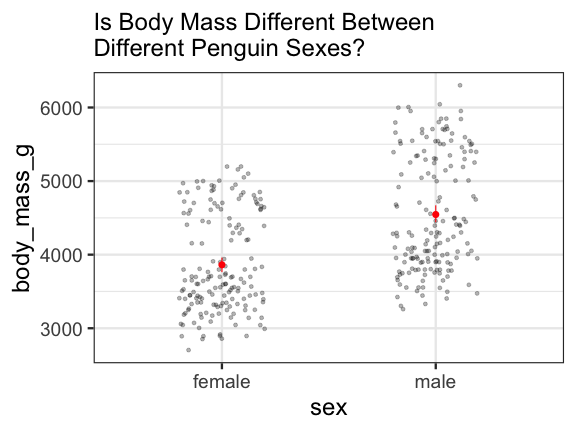 Is Body Mass Different Between
Different Penguin Sexes?
body_mass_g
6000
5000
4000
3000
female male
sex